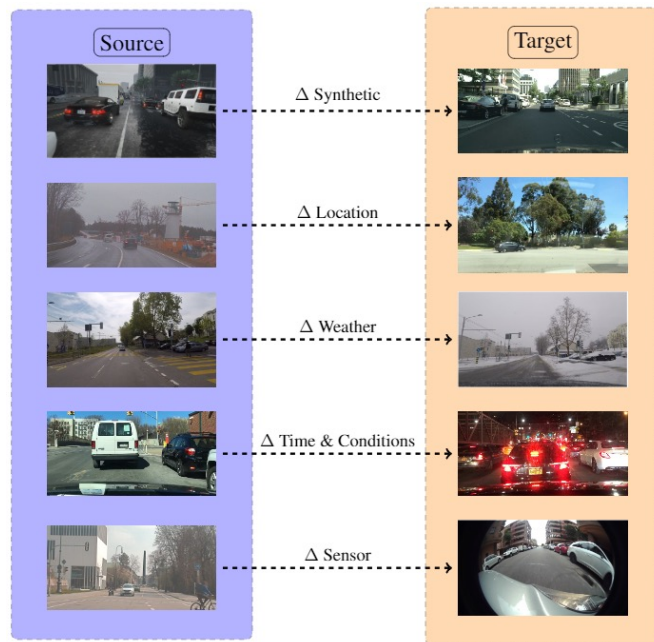 Source
Target
Δ Synthetic
Δ Location
Δ Weather
Δ Time & Conditions
Δ Sensor